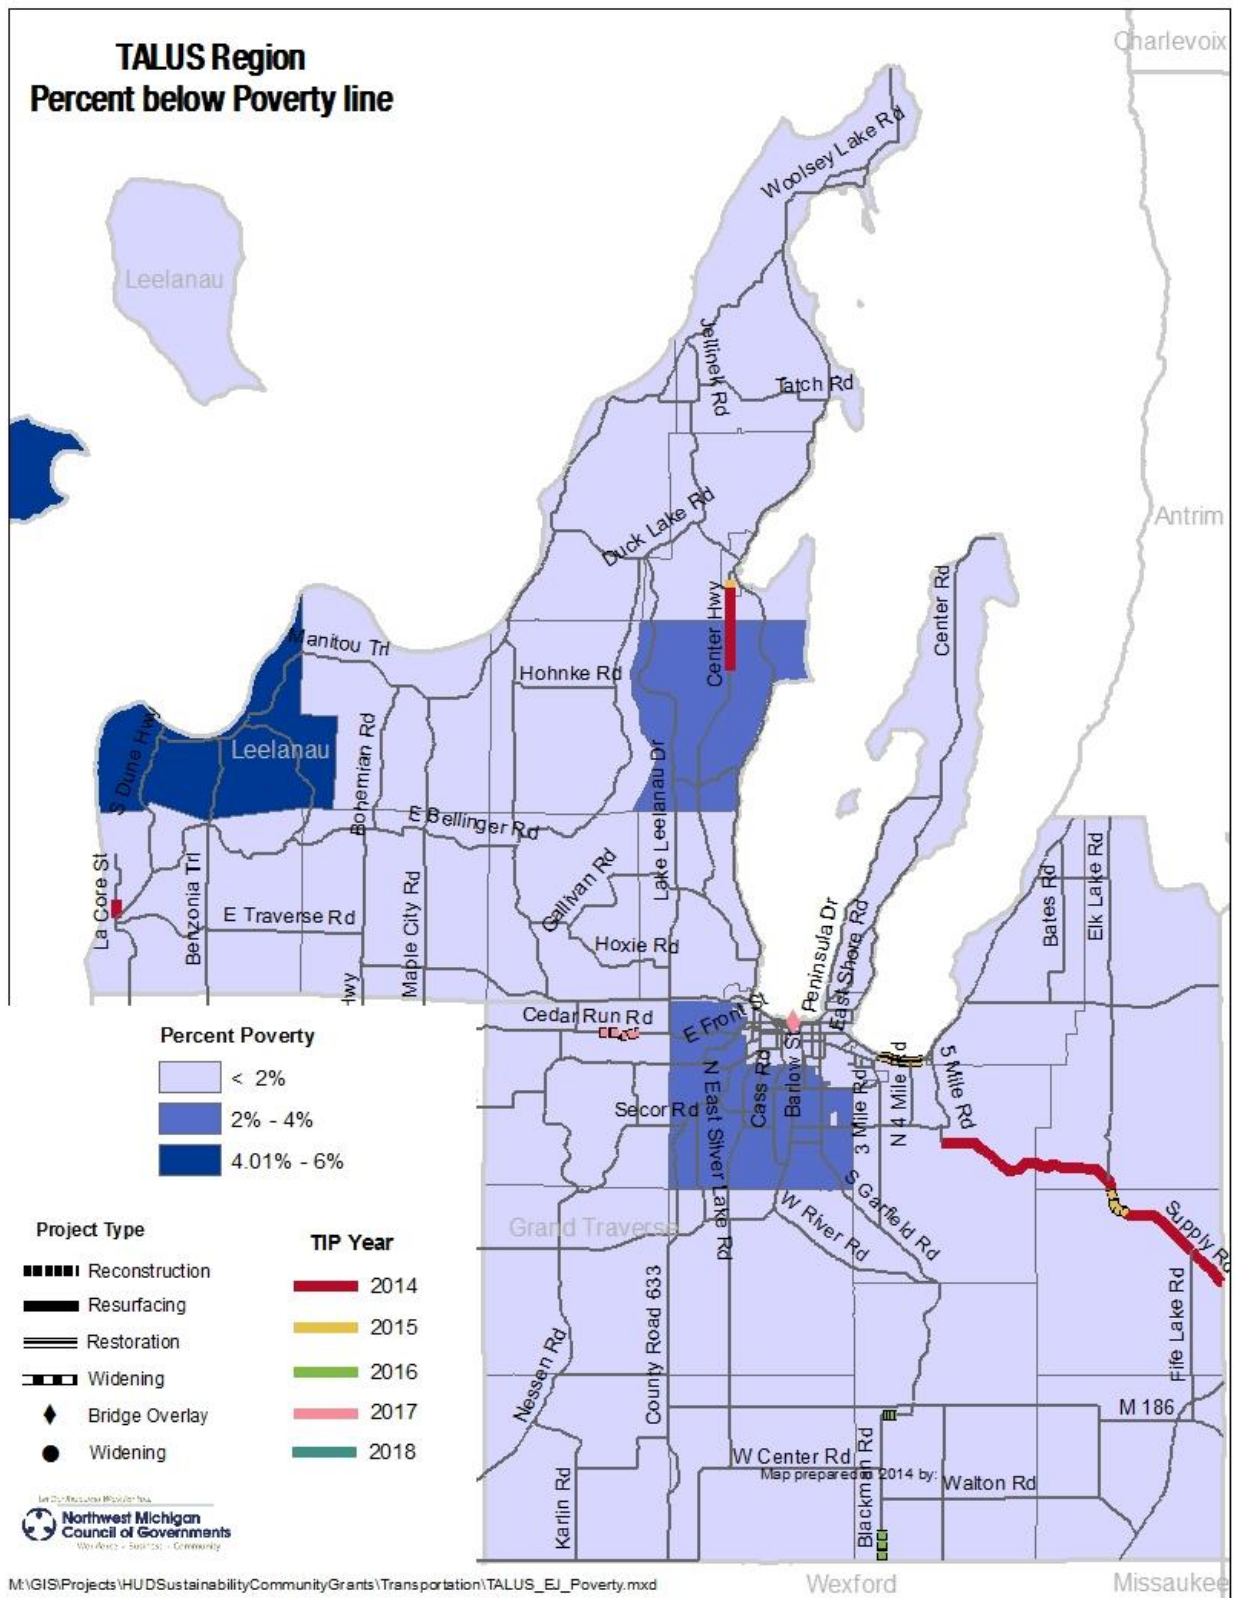 TALUS Region
Percent below Poverty line
Charlevoix
Woolsey Lake Rd
Leelanau
Jellinek Rd
Tatch Rd
Duck Lake Rd
Antrim
Center Hwy
Center Rd
Manitou Trl
Hohnke Rd
S Dune Hwy
Leelanau
Bohemian Rd
Lake Leelanau Dr
E Bellinger Rd
La Core St
Benzonia Trl
E Traverse Rd
Maple City Rd
Gallivan Rd
Hoxie Rd
Peninsula Dr
East Shore Rd
Bates Rd
Elk Lake Rd
Hwy
Cedar Run Rd
E Front St
N East Silver Lake Rd
Cass Rd
Barlow St
3 Mile Rd
N 4 Mile Rd
5 Mile Rd
Secor Rd
S Garfield Rd
W River Rd
Grand Traverse
Supply Rd
County Road 633
Fife Lake Rd
Nessen Rd
M 186
W Center Rd
Map prepared in 2014 by:
Blackman Rd
Walton Rd
Karlin Rd
Percent Poverty
< 2%
2% - 4%
4.01% - 6%
Project Type
Reconstruction
Resurfacing
Restoration
Widening
Bridge Overlay
Widening
TIP Year
2014
2015
2016
2017
2018
Northwest Michigan
Council of Governments
Workforce - Business - Community
M:\GIS\Projects\HUDSustainabilityCommunityGrants\Transportation\TALUS_EJ_Poverty.mxd
Wexford
Missaukee